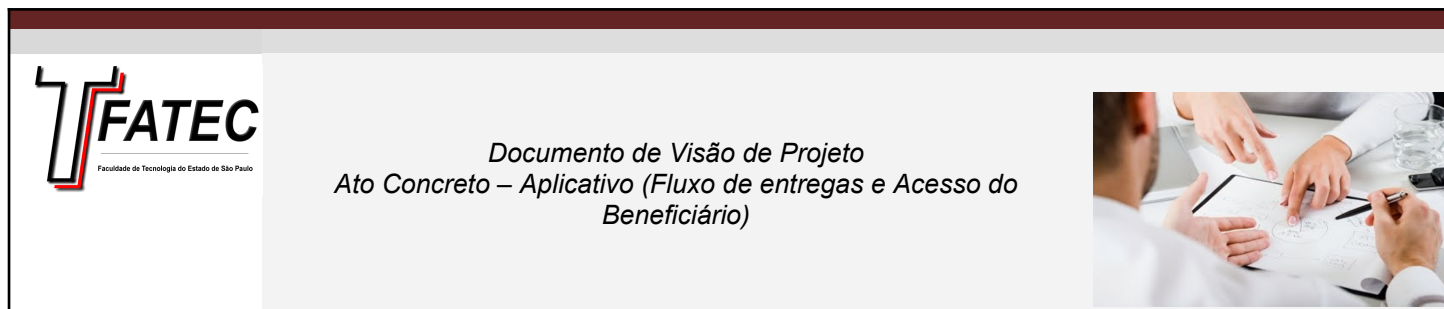 FATEC
Faculdade de Tecnologia do Estado de São Paulo
Documento de Visão de Projeto
Ato Concreto – Aplicativo (Fluxo de entregas e Acesso do
Beneficiário)